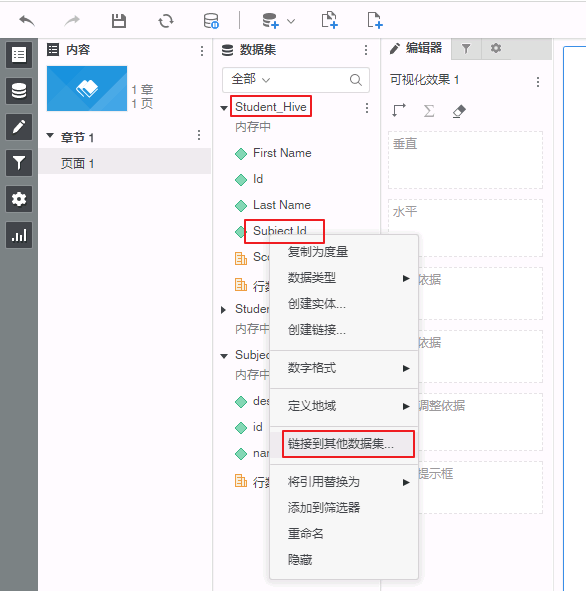 内容
1 章
1 页
章节 1
页面 1
数据集
全部
Student_Hive
内存中
First Name
Id
Last Name
Subject Id
行数
内存中
内存中
id
行数
编辑器
可视化效果 1
垂直
水平
依据
依据
调整依据
提示框
复制为度量
数据类型
创建实体...
创建链接...
数字格式
定义地域
链接到其他数据集...
将引用替换为
添加到筛选器
重命名
隐藏